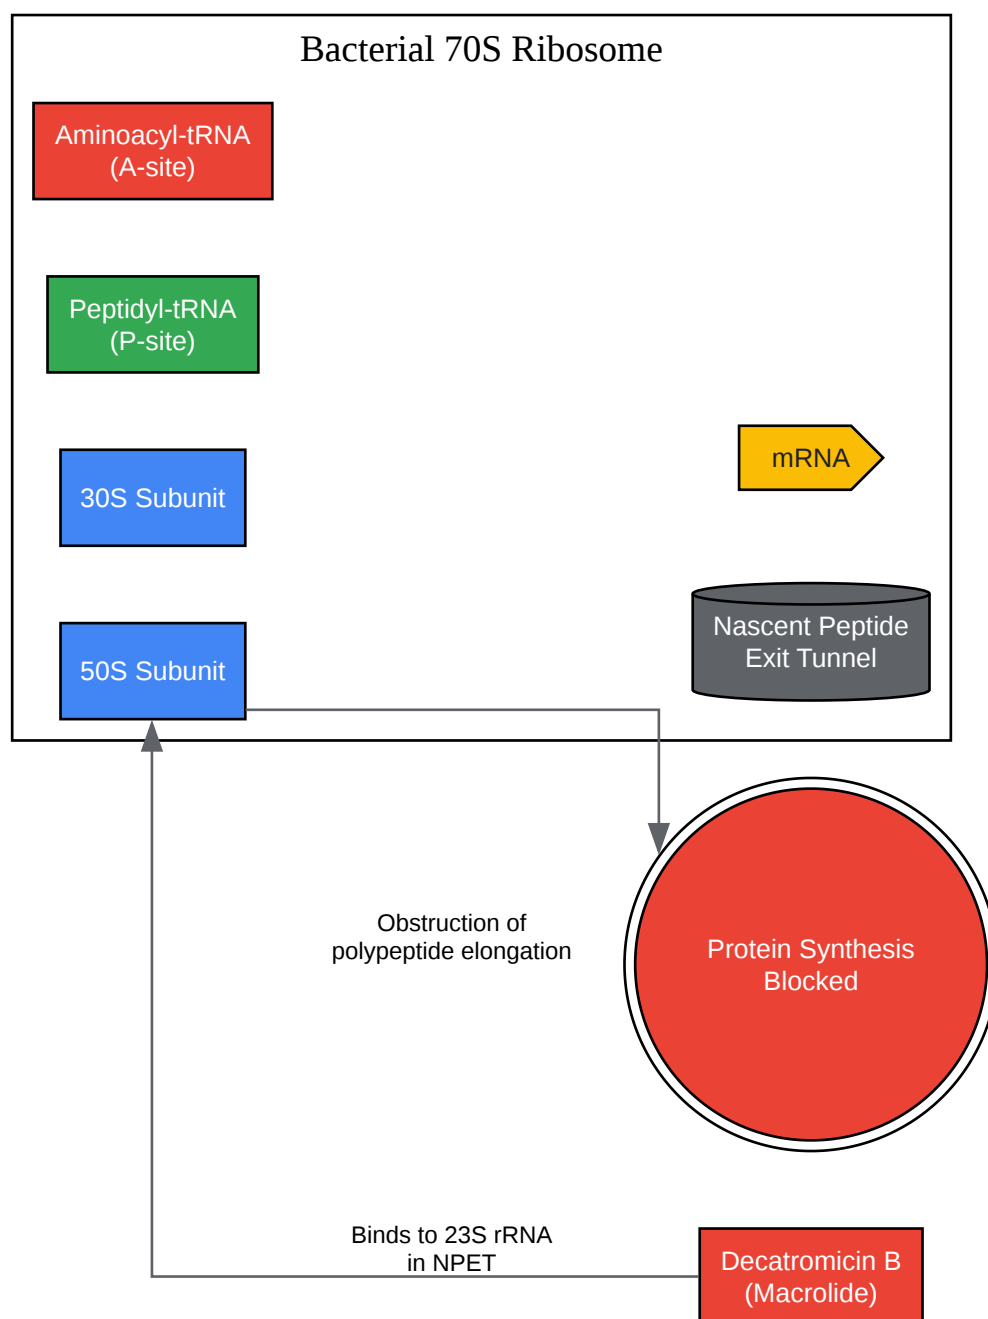 Bacterial 70S Ribosome
Aminoacyl-tRNA
(A-site)
Peptidyl-tRNA
(P-site)
30S Subunit
mRNA
50S Subunit
Nascent Peptide
Exit Tunnel
Obstruction of
polypeptide elongation
Protein Synthesis
Blocked
Binds to 23S rRNA
in NPET
Decatromicin B
(Macrolide)